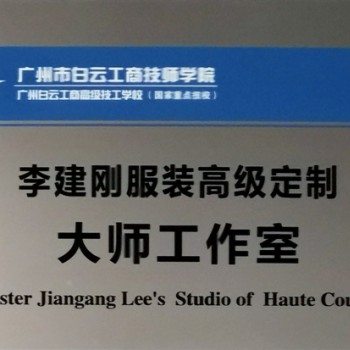 广州市白云工商技师学院
广州白云工商高级技工学校（国家重点技校）
李建刚服装高级定制
大师工作室
ster Jiangang Lee's Studio of Haute Cou